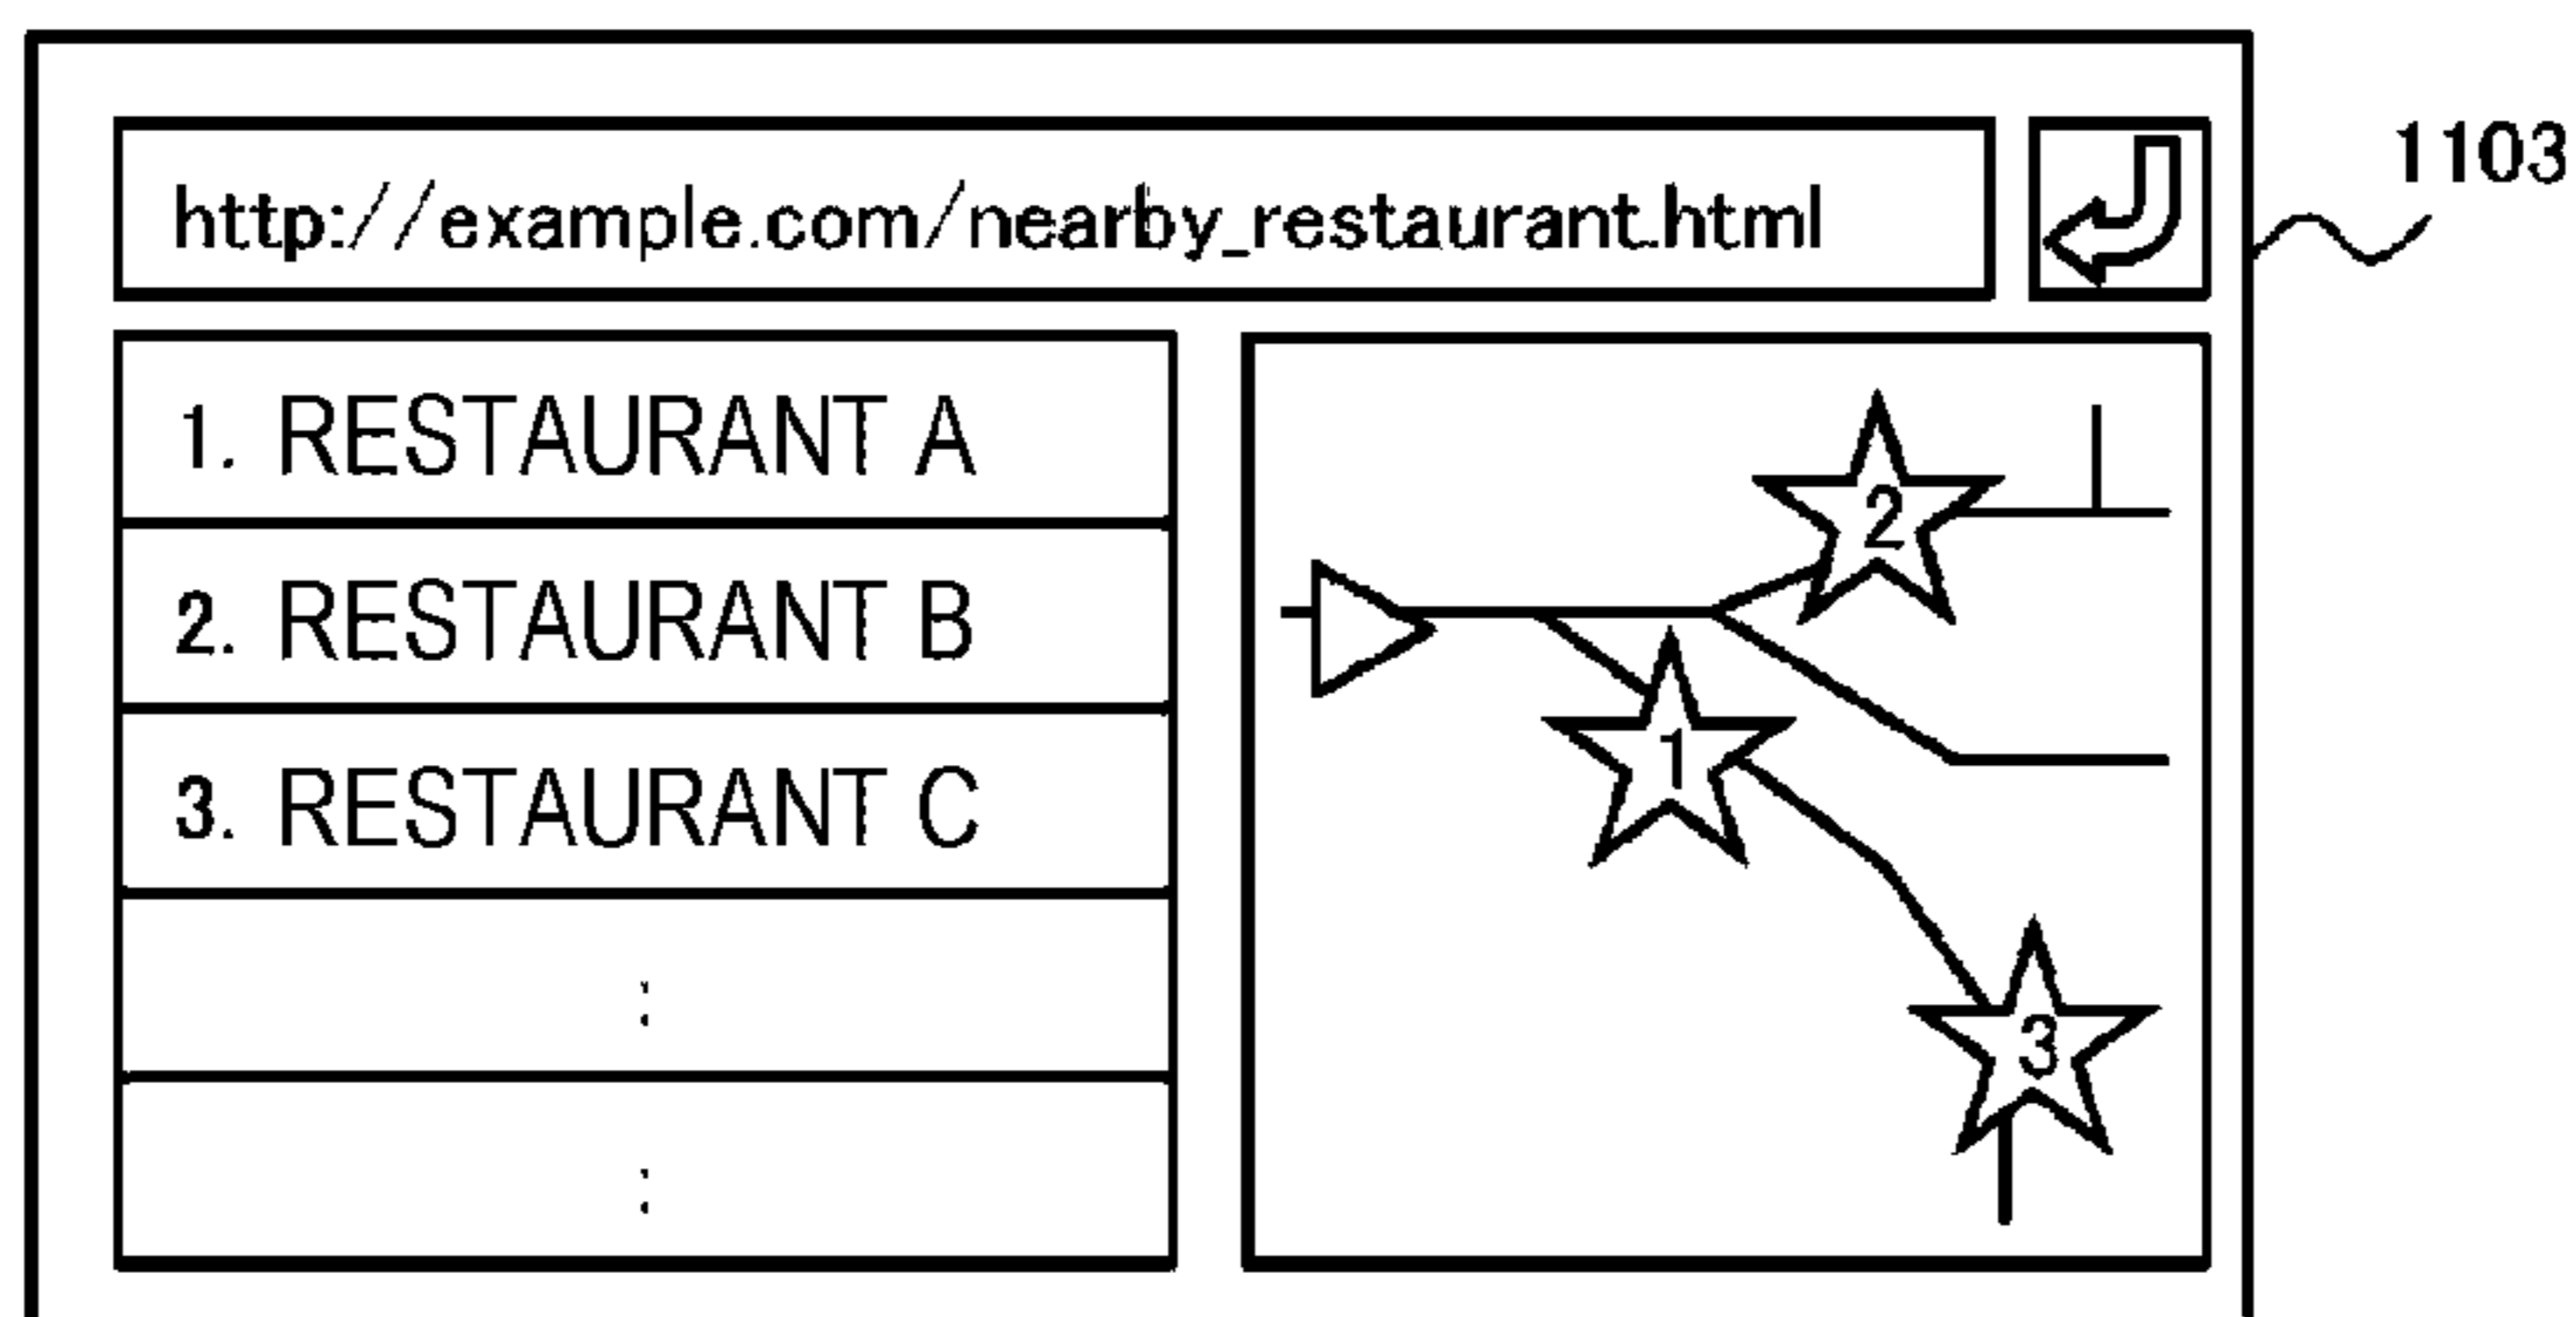 http://example.com/nearby_restaurant.html
1103
1. RESTAURANT A
2. RESTAURANT B
3. RESTAURANT C
:
:
2
1
3